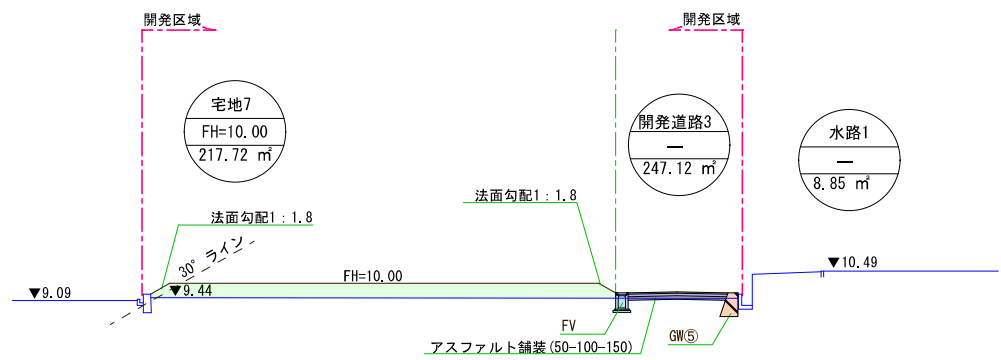 開発区域
開発区域
宅地7
FH=10.00
217.72 ㎡
開発道路3
—
247.12 ㎡
水路1
—
8.85 ㎡
法面勾配1：1.8
法面勾配1：1.8
30° ライン
FH=10.00
▼10.49
▼9.09
▼9.44
FV
GW⑤
アスファルト舗装(50-100-150)